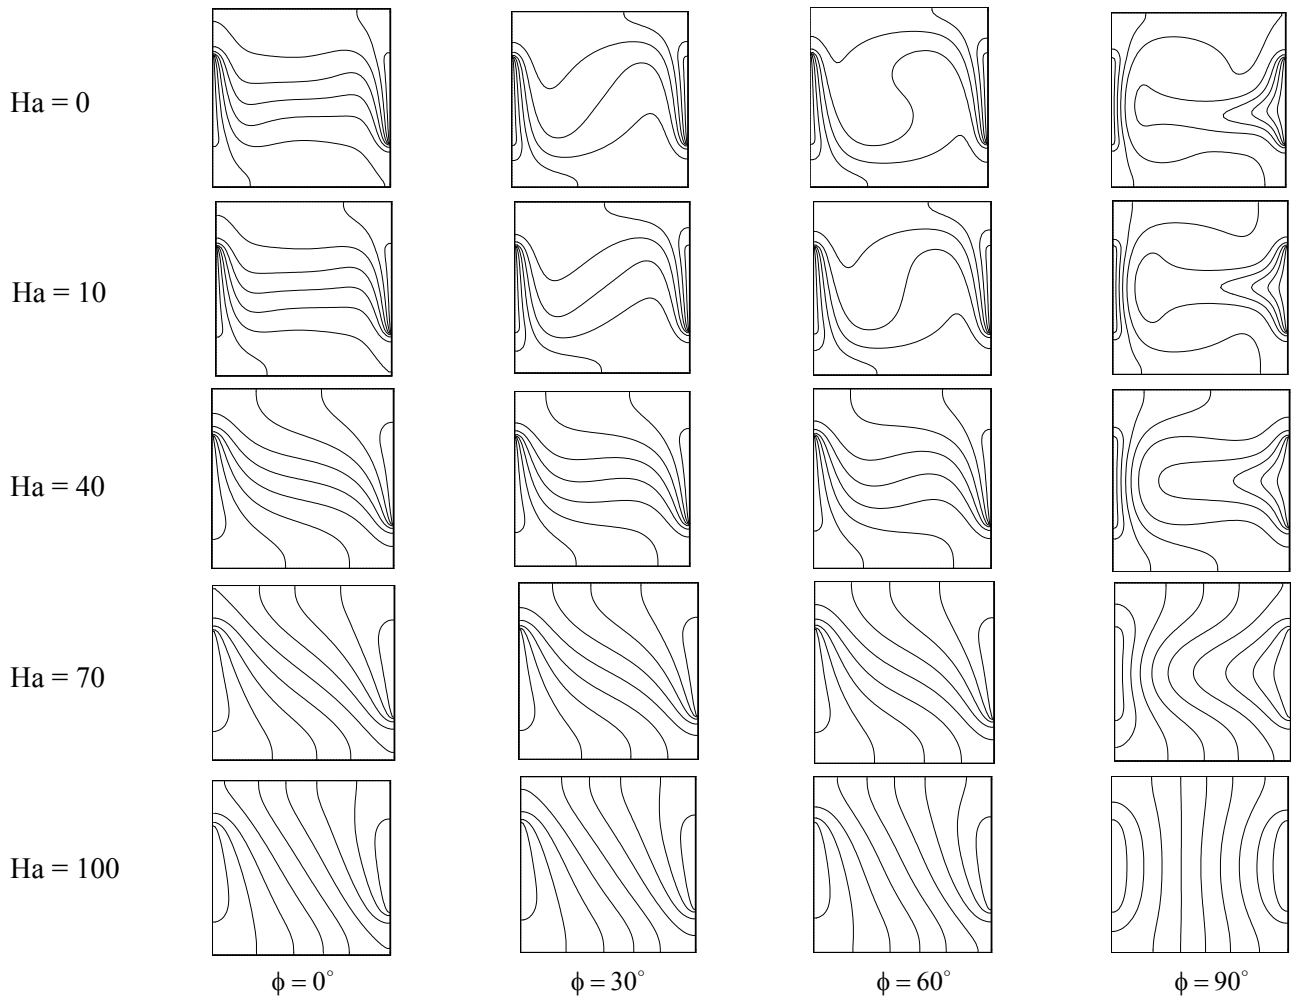 Ha = 0
Ha = 10
Ha = 40
Ha = 70
Ha = 100
ϕ = 0° ϕ = 30° ϕ = 60° ϕ = 90°